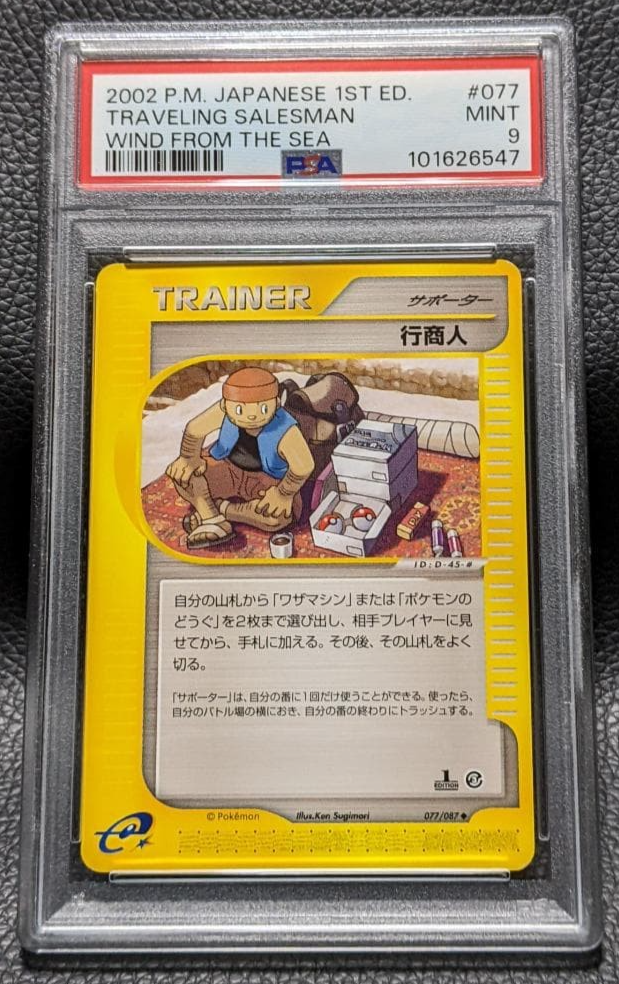 2002 P.M. JAPANESE 1ST ED. #077
TRAVELING SALESMAN MINT
WIND FROM THE SEA 9
PSA 101626547
TRAINER サポーター
行商人
ID:D-45-#
自分の山札から「ワザマシン」または「ポケモンの
どうぐ」を2枚まで選び出し、相手プレイヤーに見
せてから、手札に加える。その後、その山札をよく
切る。
「サポーター」は、自分の番に1回だけ使うことができる。使ったら、
自分のバトル場の横におき、自分の番の終わりにトラッシュする。
1
EDITION
© Pokémon Illus.Ken Sugimori 077/087◆
e